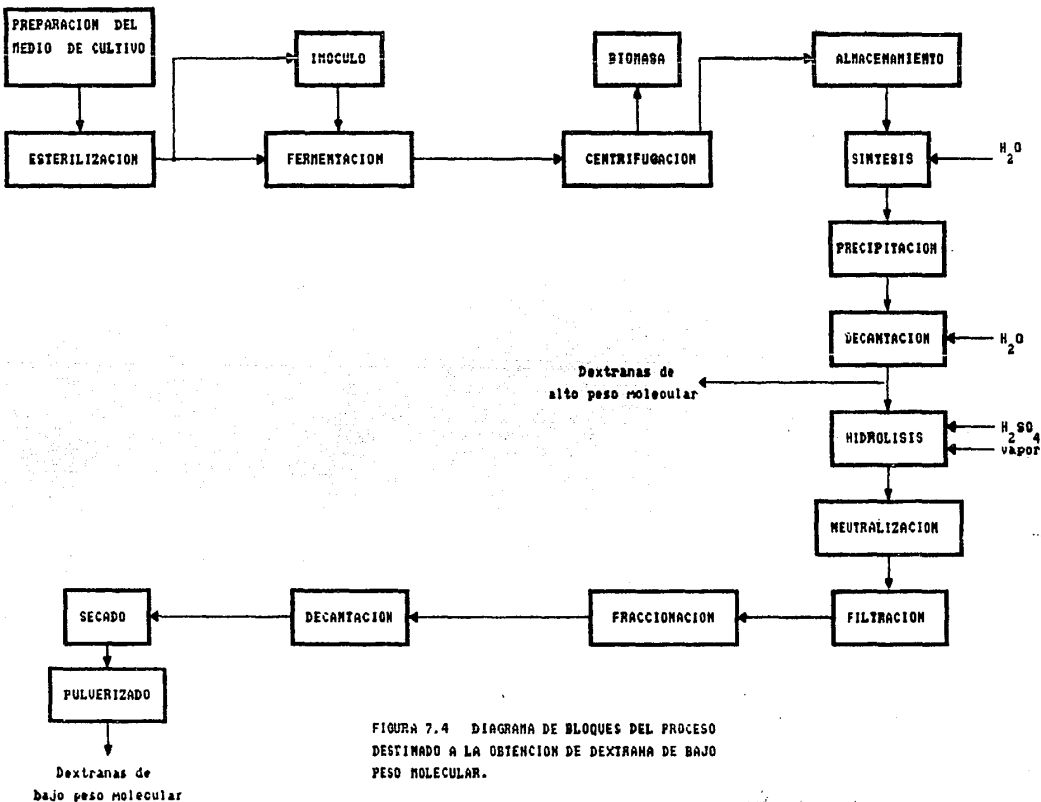 PREPARACION DEL
MEDIO DE CULTIVO
INOCULO
BIOMASA
ALMACENAMIENTO
ESTERILIZACION
FERMENTACION
CENTRIFUGACION
SINTESIS
H2O
PRECIPITACION
DECANTACION
H2O
Dextranas de
alto peso molecular
HIDROLISIS
H2SO4
vapor
NEUTRALIZACION
SECADO
DECANTACION
FRACCIONACION
FILTRACION
PULVERIZADO
Dextranas de
bajo peso molecular
FIGURA 7.4 DIAGRAMA DE BLOQUES DEL PROCESO
DESTINADO A LA OBTENCION DE DEXTRANA DE BAJO
PESO MOLECULAR.